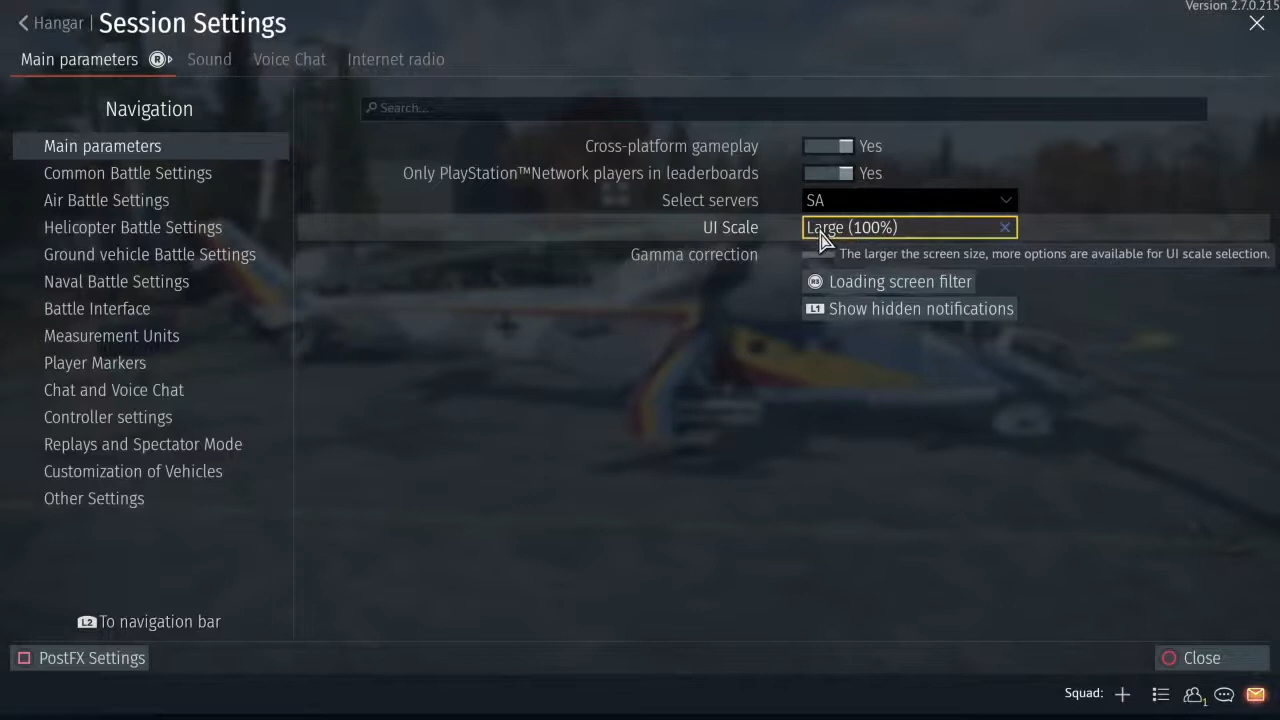 Version 2.7.0.215
Hangar | Session Settings
Main parameters R Sound Voice Chat Internet radio
Navigation
Search...
Main parameters
Common Battle Settings
Air Battle Settings
Helicopter Battle Settings
Ground vehicle Battle Settings
Naval Battle Settings
Battle Interface
Measurement Units
Player Markers
Chat and Voice Chat
Controller settings
Replays and Spectator Mode
Customization of Vehicles
Other Settings
L2 To navigation bar
Cross-platform gameplay Yes
Only PlayStation™Network players in leaderboards Yes
Select servers SA
UI Scale Large (100%)
Gamma correction
The larger the screen size, more options are available for UI scale selection.
Loading screen filter
L1 Show hidden notifications
PostFX Settings
Close
Squad:
1